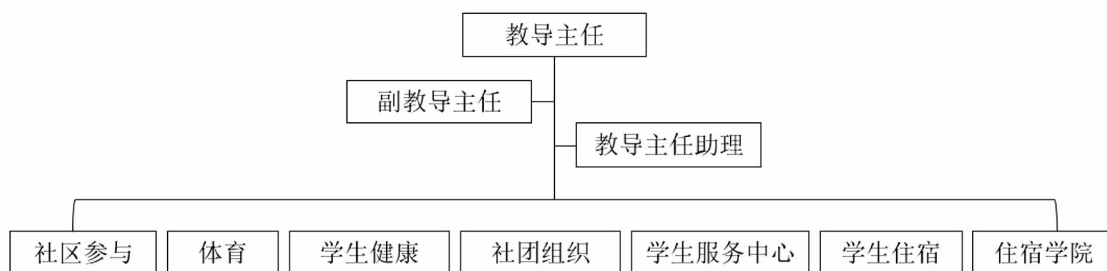 教导主任
副教导主任
教导主任助理
社区参与
体育
学生健康
社团组织
学生服务中心
学生住宿
住宿学院